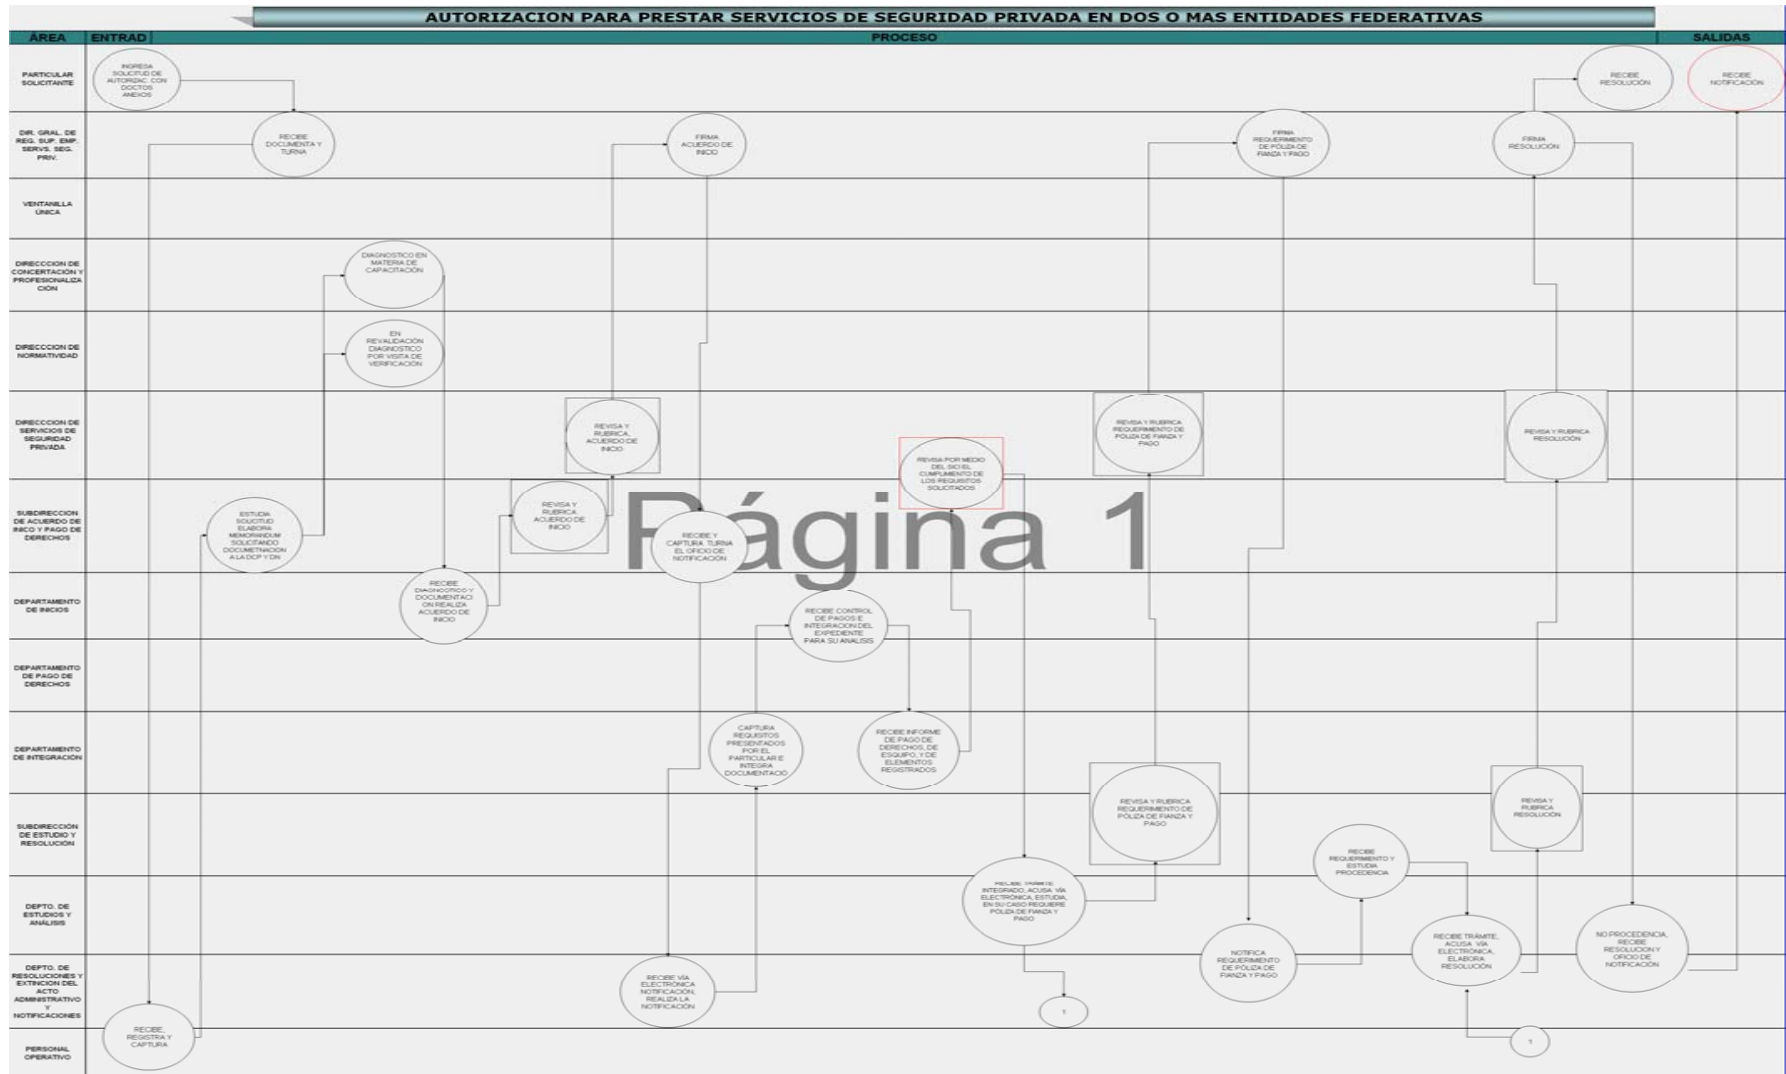 AUTORIZACION PARA PRESTAR SERVICIOS DE SEGURIDAD PRIVADA EN DOS O MAS ENTIDADES FEDERATIVAS
ÁREA
ENTRAD
PROCESO
SALIDAS
PARTICULAR
SOLICITANTE
INGRESA
SOLICITUD DE
AUTORIZAC. CON
DOCTOS
ANEXOS
RECIBE
RESOLUCIÓN
RECIBE
NOTIFICACIÓN
DIR. GRAL. DE
REG. SUP. EMP.
SERVS. SEG.
PRIV.
RECIBE
DOCUMENTA Y
TURNA
FIRMA
ACUERDO DE
INICIO
FIRMA
REQUERIMIENTO
DE PÓLIZA DE
FIANZA Y PAGO
FIRMA
RESOLUCIÓN
VENTANILLA
ÚNICA
DIRECCCION DE
CONCERTACIÓN Y
PROFESIONALIZA
CIÓN
DIAGNOSTICO EN
MATERIA DE
CAPACITACIÓN
DIRECCCION DE
NORMATIVIDAD
EN
REVALIDACIÓN
DIAGNOSTICO
POR VISITA DE
VERIFICACIÓN
DIRECCCION DE
SERVICIOS DE
SEGURIDAD
PRIVADA
REVISA Y
RUBRICA,
ACUERDO DE
INICIO
REVISA POR MEDIO
DEL SICI EL
CUMPLIMIENTO DE
LOS REQUISITOS
SOLICITADOS
REVISA Y RUBRICA
REQUERIMIENTO DE
PÓLIZA DE FIANZA Y
PAGO
REVISA Y RUBRICA
RESOLUCIÓN
SUBDIRECCION
DE ACUERDO DE
INICO Y PAGO DE
DERECHOS
ESTUDIA
SOLICITUD
ELABORA
MEMORANDUM
SOLICITANDO
DOCUMETNACION
A LA DCP Y DN
REVISA Y
RUBRICA
ACUERDO DE
INICIO
RECIBE Y
CAPTURA, TURNA
EL OFICIO DE
NOTIFICACIÓN
Página 1
DEPARTAMENTO
DE INICIOS
RECIBE
DIAGNOSTICO Y
DOCUMENTACI
ON REALIZA
ACUERDO DE
INICIO
RECIBE CONTROL
DE PAGOS E
INTEGRACION DEL
EXPEDIENTE
PARA SU ANALISIS
DEPARTAMENTO
DE PAGO DE
DERECHOS
DEPARTAMENTO
DE INTEGRACIÓN
CAPTURA
REQUISITOS
PRESENTADOS
POR EL
PARTICULAR E
INTEGRA
DOCUMENTACIÓ
RECIBE INFORME
DE PAGO DE
DERECHOS, DE
ESQUIPO, Y DE
ELEMENTOS
REGISTRADOS
SUBDIRECCIÓN
DE ESTUDIO Y
RESOLUCIÓN
REVISA Y RUBRICA
REQUERIMIENTO DE
PÓLIZA DE FIANZA Y
PAGO
REVISA Y
RUBRICA
RESOLUCIÓN
RECIBE
REQUERIMIENTO Y
ESTUDIA
PROCEDENCIA
DEPTO. DE
ESTUDIOS Y
ANÁLISIS
RECIBE TRÁMITE
INTEGRADO, ACUSA VÍA
ELECTRÓNICA, ESTUDIA,
EN SU CASO REQUIERE
PÓLIZA DE FIANZA Y
PAGO
NOTIFICA
REQUERIMIENTO
DE PÓLIZA DE
FIANZA Y PAGO
RECIBE TRÁMITE,
ACUSA VÍA
ELECTRÓNICA,
ELABORA
RESOLUCIÓN
NO PROCEDENCIA,
RECIBE
RESOLUCION Y
OFICIO DE
NOTIFICACIÓN
DEPTO. DE
RESOLUCIONES Y
EXTINCIÓN DEL
ACTO
ADMINISTRATIVO
Y
NOTIFICACIONES
RECIBE VÍA
ELECTRÓNICA
NOTIFICACIÓN,
REALIZA LA
NOTIFICACIÓN
1
PERSONAL
OPERATIVO
RECIBE,
REGISTRA Y
CAPTURA
1